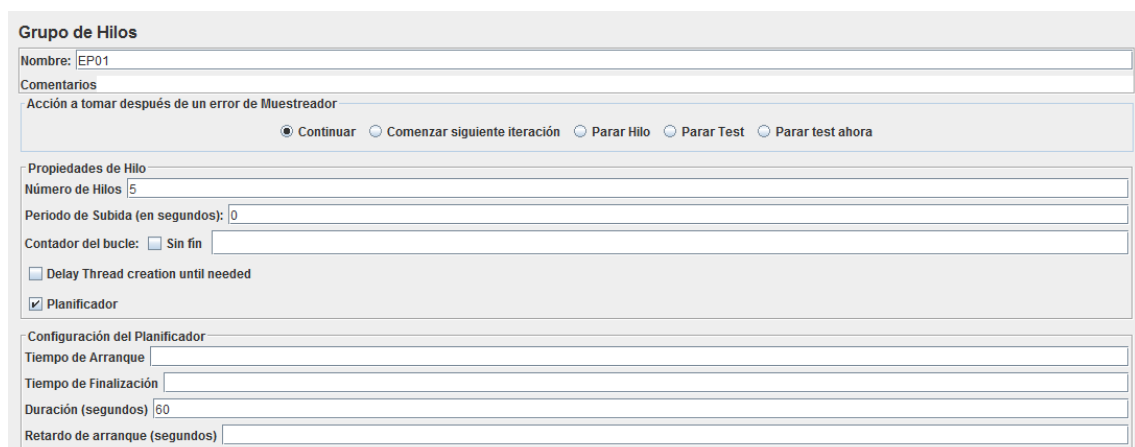 Grupo de Hilos
Nombre: EP01
Comentarios
Acción a tomar después de un error de Muestreador
Continuar Comenzar siguiente iteración Parar Hilo Parar Test Parar test ahora
Propiedades de Hilo
Número de Hilos 5
Periodo de Subida (en segundos): 0
Contador del bucle: Sin fín
Delay Thread creation until needed
Planificador
Configuración del Planificador
Tiempo de Arranque
Tiempo de Finalización
Duración (segundos) 60
Retardo de arranque (segundos)